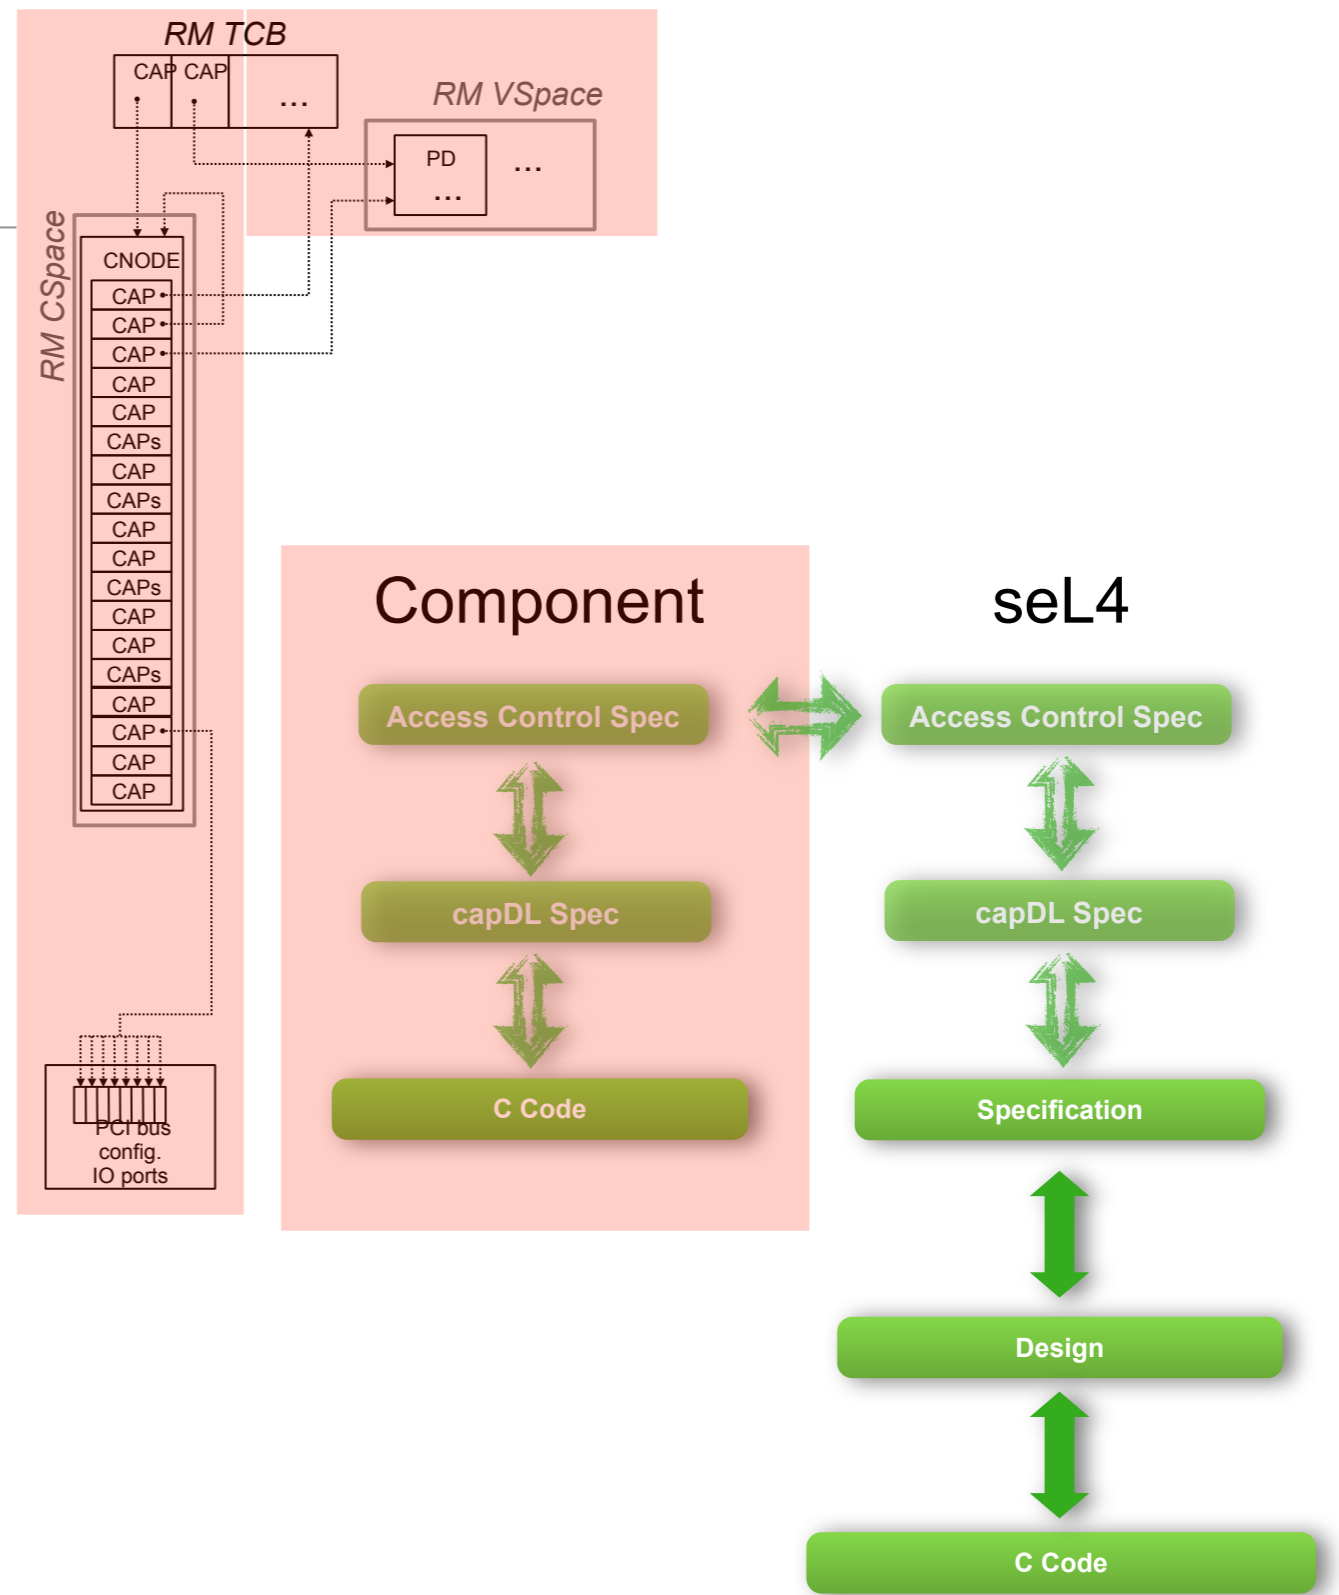 RM TCB
CAP CAP
...
RM VSpace
PD
...
...
RM CSpace
CNODE
CAP
CAP
CAP
CAP
CAP
CAPs
CAP
CAPs
CAP
CAP
CAPs
CAP
CAP
CAPs
CAP
CAP
CAP
CAP
PCI bus
config.
IO ports
Component
Access Control Spec
capDL Spec
C Code
seL4
Access Control Spec
capDL Spec
Specification
Design
C Code